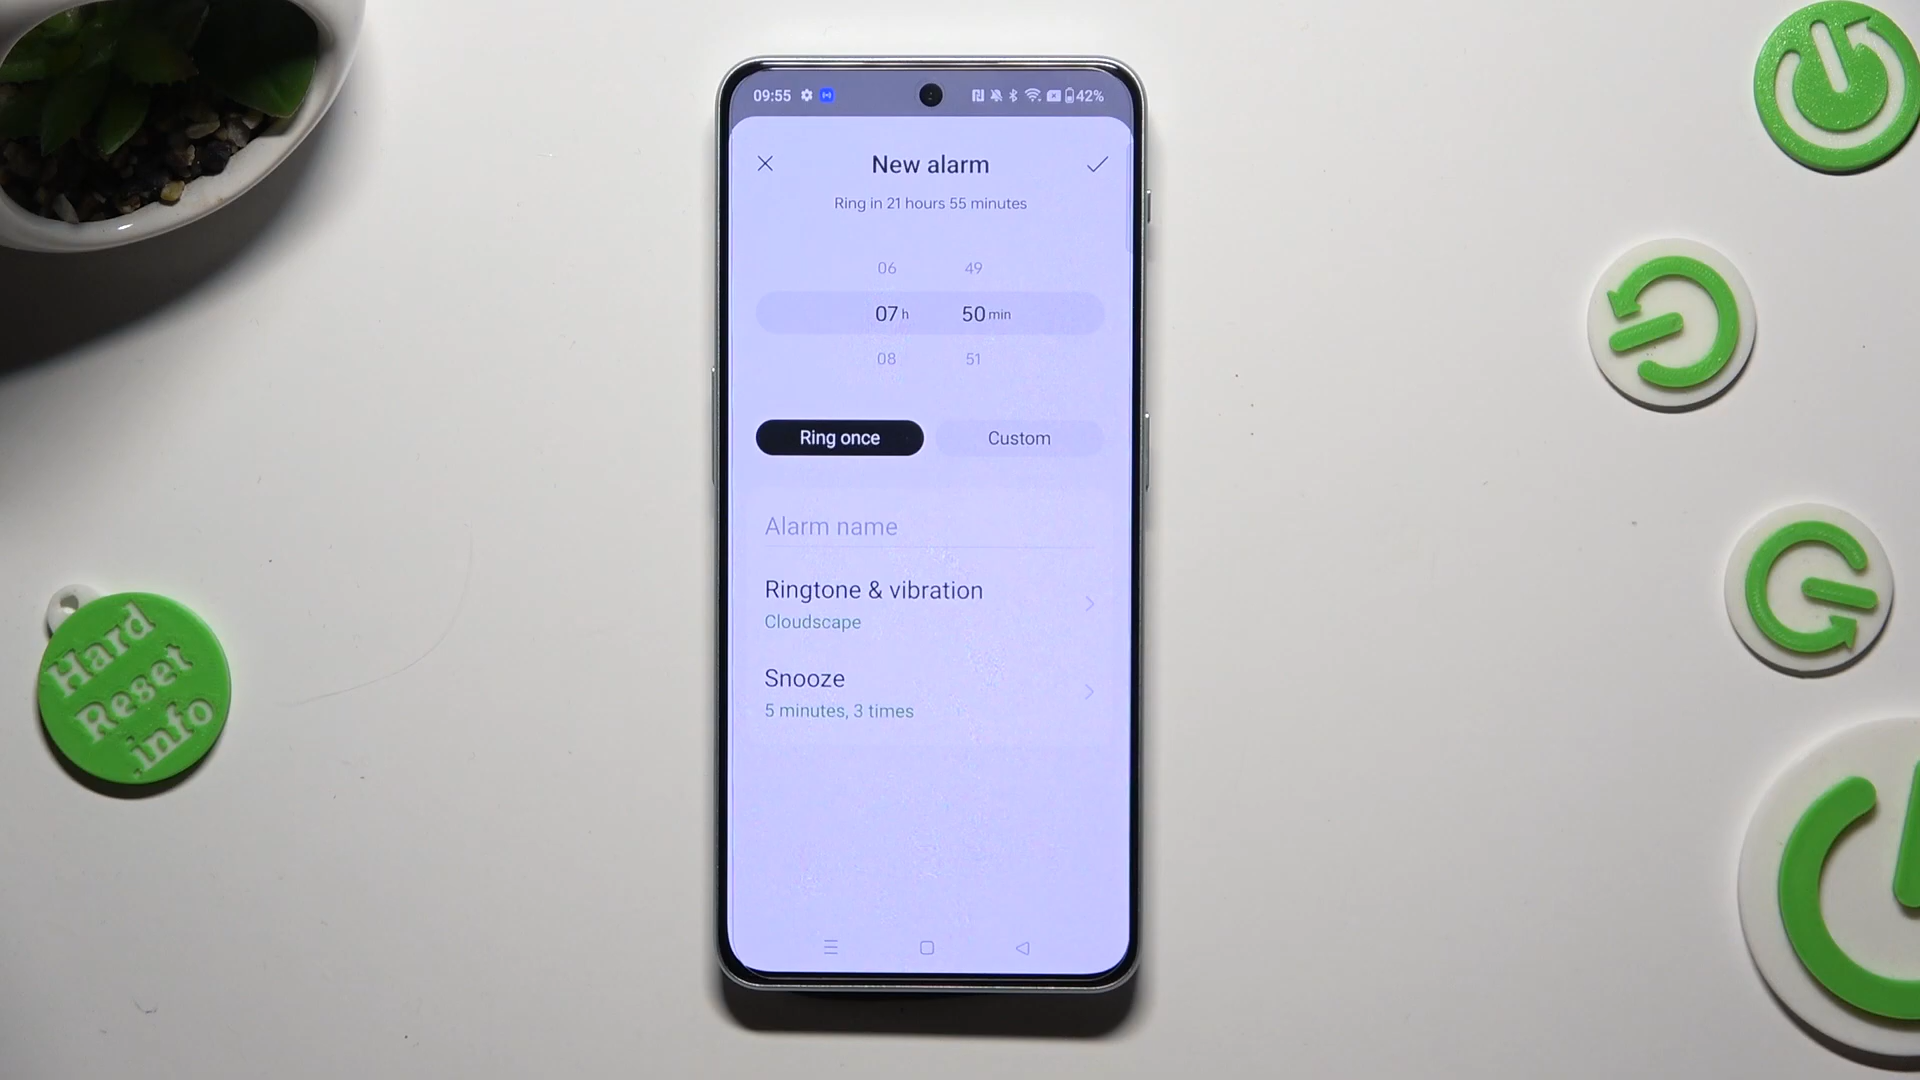 09:55 42%
New alarm
Ring in 21 hours 55 minutes
06 49
07 h 50 min
08 51
Ring once Custom
Alarm name
Ringtone & vibration
Cloudscape
Snooze
5 minutes, 3 times
Hard
Reset
.info